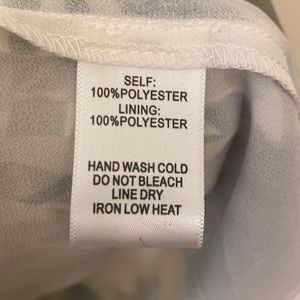 SELF:
100%POLYESTER
LINING:
100%POLYESTER
HAND WASH COLD
DO NOT BLEACH
LINE DRY
IRON LOW HEAT